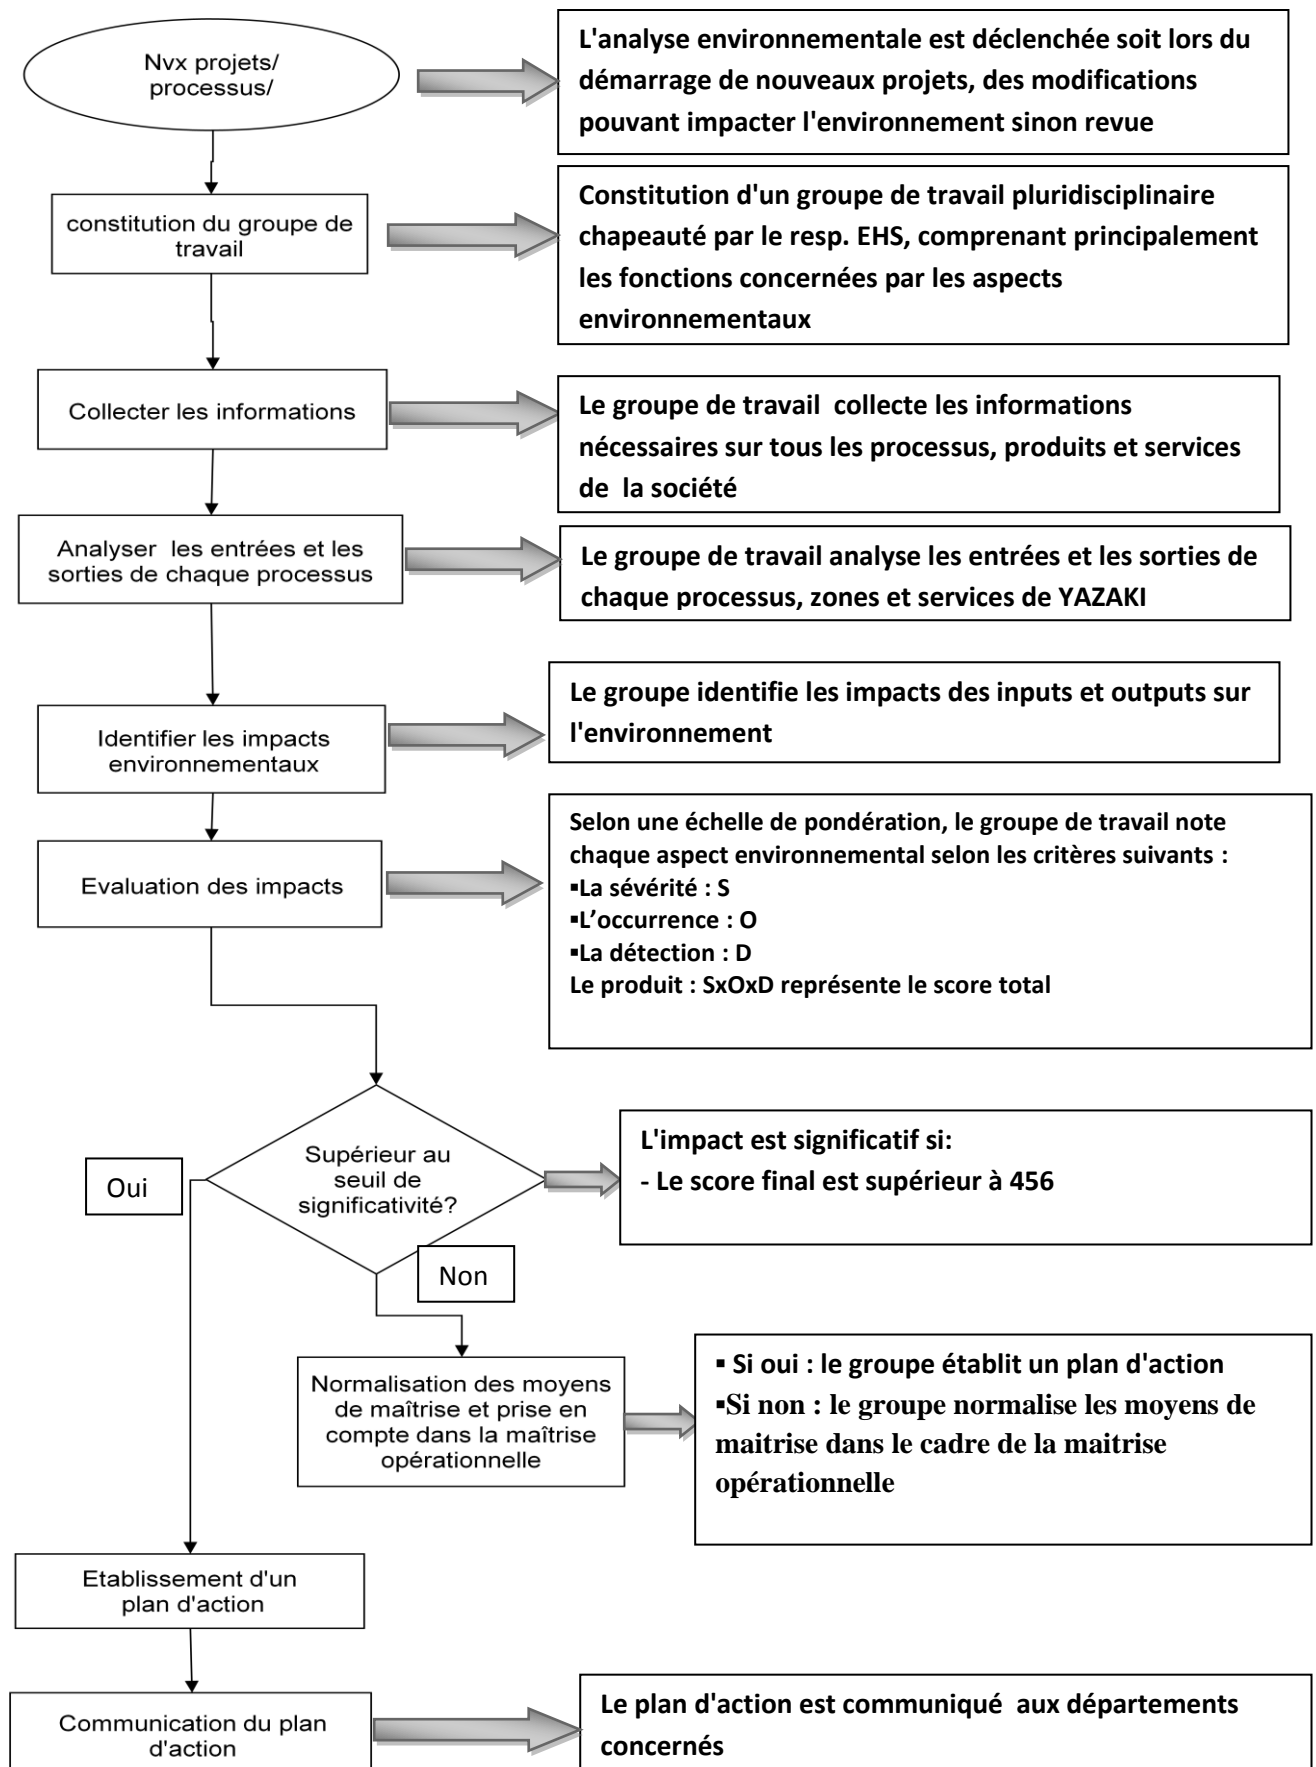 Nvx projets/
processus/
L'analyse environnementale est déclenchée soit lors du
démarrage de nouveaux projets, des modifications
pouvant impacter l'environnement sinon revue
constitution du groupe de
travail
Constitution d'un groupe de travail pluridisciplinaire
chapeauté par le resp. EHS, comprenant principalement
les fonctions concernées par les aspects
environnementaux
Collecter les informations
Le groupe de travail  collecte les informations
nécessaires sur tous les processus, produits et services
de  la société
Analyser  les entrées et les
sorties de chaque processus
Le groupe de travail analyse les entrées et les sorties de
chaque processus, zones et services de YAZAKI
Identifier les impacts
environnementaux
Le groupe identifie les impacts des inputs et outputs sur
l'environnement
Evaluation des impacts
Selon une échelle de pondération, le groupe de travail note
chaque aspect environnemental selon les critères suivants :
▪La sévérité : S
▪L’occurrence : O
▪La détection : D
Le produit : SxOxD représente le score total
Supérieur au
seuil de
significativité?
L'impact est significatif si:
- Le score final est supérieur à 456
Oui
Non
Normalisation des moyens
de maîtrise et prise en
compte dans la maîtrise
opérationnelle
▪ Si oui : le groupe établit un plan d'action
▪Si non : le groupe normalise les moyens de
maitrise dans le cadre de la maitrise
opérationnelle
Etablissement d'un
plan d'action
Communication du plan
d'action
Le plan d'action est communiqué  aux départements
concernés